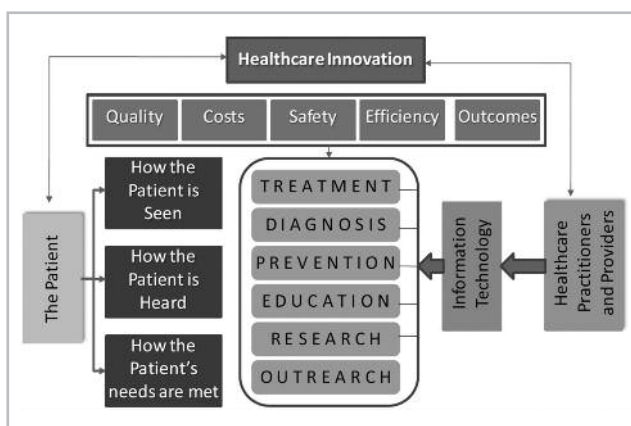 Healthcare Innovation
Quality
Costs
Safety
Efficiency
Outcomes
How the
Patient is
Seen
How the
Patient is
Heard
How the
Patient's
needs are met
The Patient
TREATMENT
DIAGNOSIS
PREVENTION
EDUCATION
RESEARCH
OUTREARCH
Information
Technology
Healthcare
Practitioners
and Providers